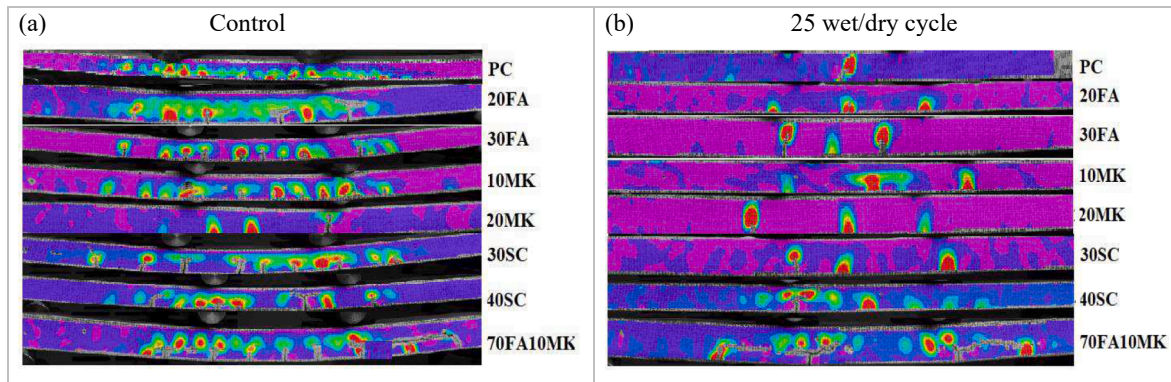 (a) Control
PC
20FA
30FA
10MK
20MK
30SC
40SC
70FA10MK
(b) 25 wet/dry cycle
PC
20FA
30FA
10MK
20MK
30SC
40SC
70FA10MK